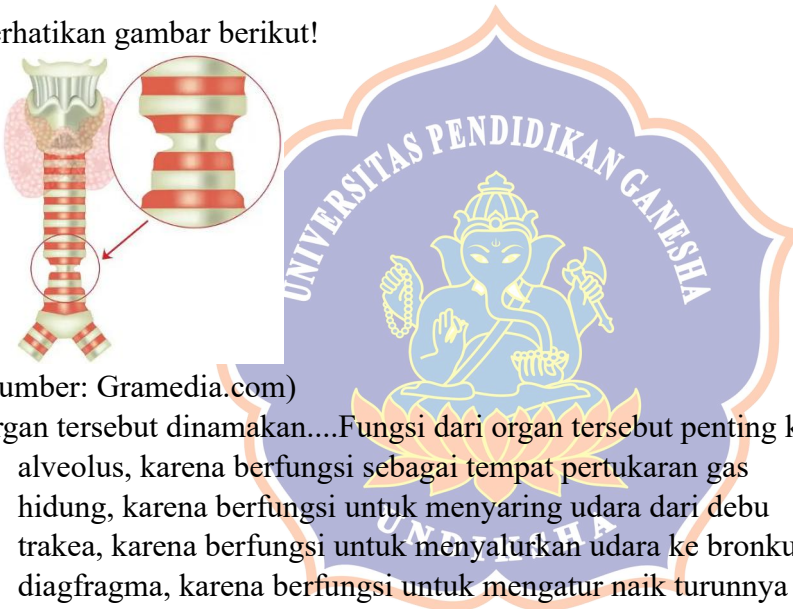 erhatikan gambar berikut!
UNIVERSITAS PENDIDIKAN GANESHA
umber: Gramedia.com)
rgan tersebut dinamakan....Fungsi dari organ tersebut penting k
alveolus, karena berfungsi sebagai tempat pertukaran gas
hidung, karena berfungsi untuk menyaring udara dari debu
trakea, karena berfungsi untuk menyalurkan udara ke bronku
diagfragma, karena berfungsi untuk mengatur naik turunnya
UNDIKSHA